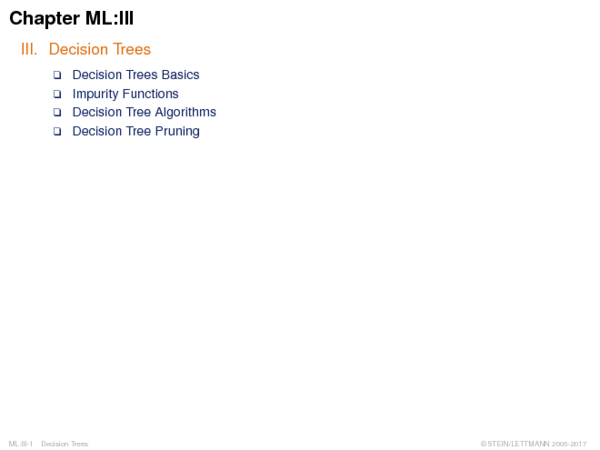 Chapter ML:III
III. Decision Trees
❑ Decision Trees Basics
❑ Impurity Functions
❑ Decision Tree Algorithms
❑ Decision Tree Pruning
ML:III-1 Decision Trees
© STEIN/LETTMANN 2005-2017